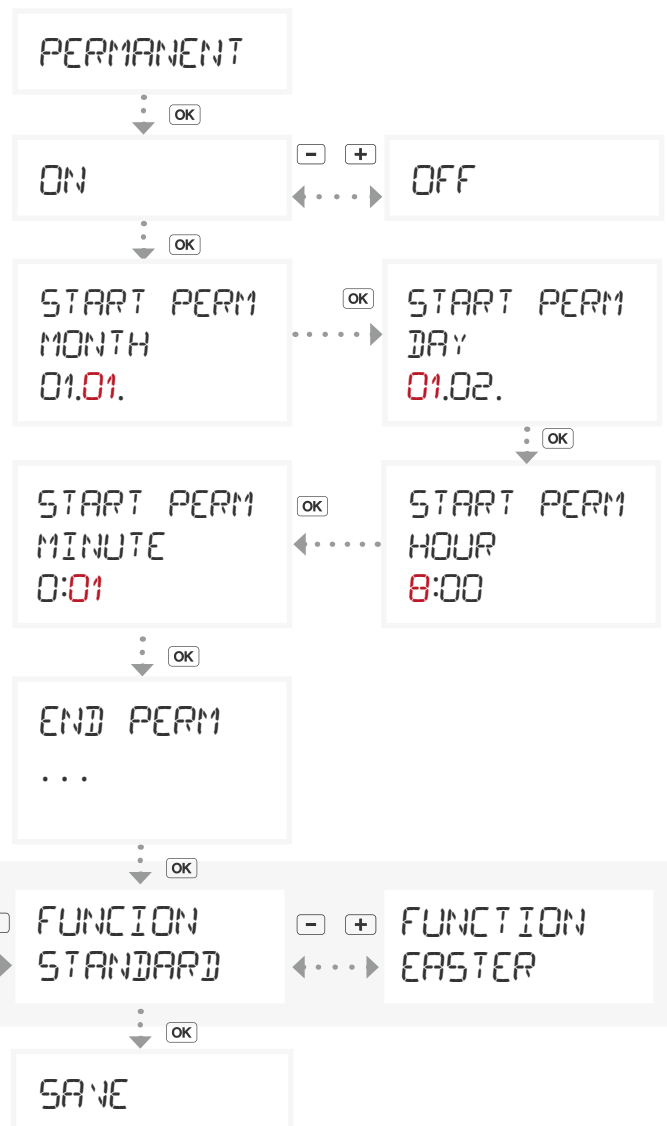 PERMANENT
OK
ON
- +
OFF
OK
START PERM
MONTH
01.01.
OK
START PERM
DAY
01.02.
OK
START PERM
HOUR
8:00
OK
START PERM
MINUTE
0:01
OK
END PERM
...
OK
FUNCION
STANDARD
- +
FUNCTION
EASTER
OK
SAVE